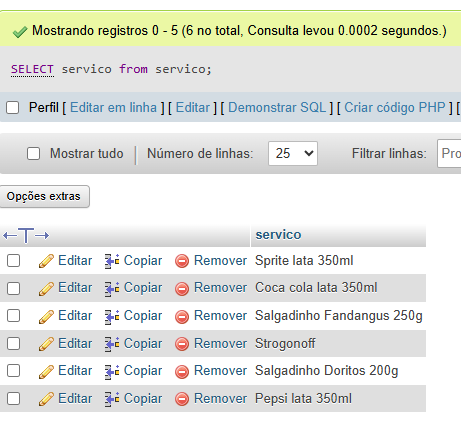 Mostrando registros 0 - 5 (6 no total, Consulta levou 0.0002 segundos.)
SELECT servico from servico;
Perfil [ Editar em linha ] [ Editar ] [ Demonstrar SQL ] [ Criar código PHP ] [
Mostrar tudo Número de linhas: 25 Filtrar linhas: Pro
Opções extras
servico
Editar Copiar Remover Sprite lata 350ml
Editar Copiar Remover Coca cola lata 350ml
Editar Copiar Remover Salgadinho Fandangus 250g
Editar Copiar Remover Strogonoff
Editar Copiar Remover Salgadinho Doritos 200g
Editar Copiar Remover Pepsi lata 350ml